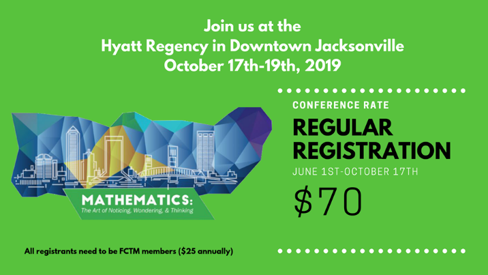 Join us at the
Hyatt Regency in Downtown Jacksonville
October 17th-19th, 2019
CONFERENCE RATE
REGULAR
REGISTRATION
JUNE 1ST-OCTOBER 17TH
$70
MATHEMATICS:
The Art of Noticing, Wondering, & Thinking
All registrants need to be FCTM members ($25 annually)